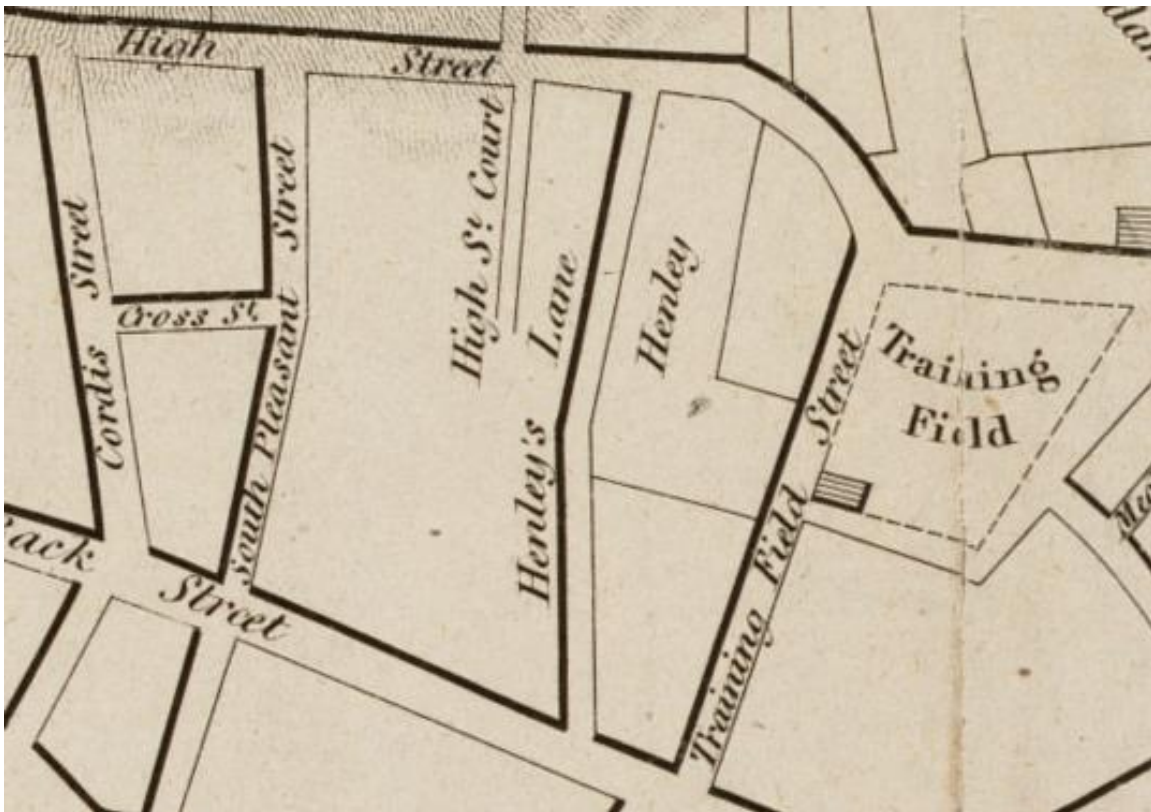 High Street
Cordis Street
Cross St.
South Pleasant Street
High St. Court
Henley's Lane
Henley
Training Field Street
Training
Field
Street